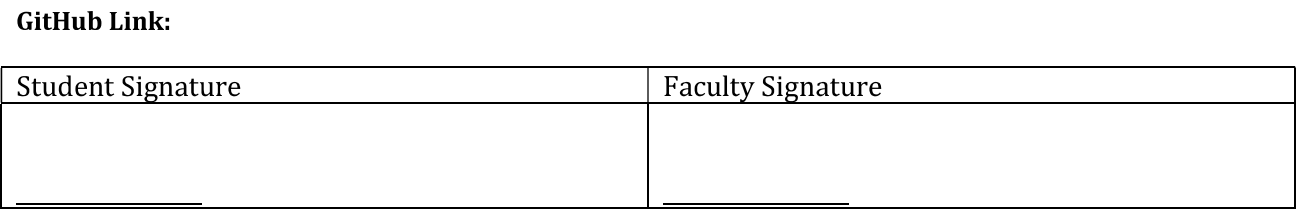 GitHub Link:
Student Signature
Faculty Signature